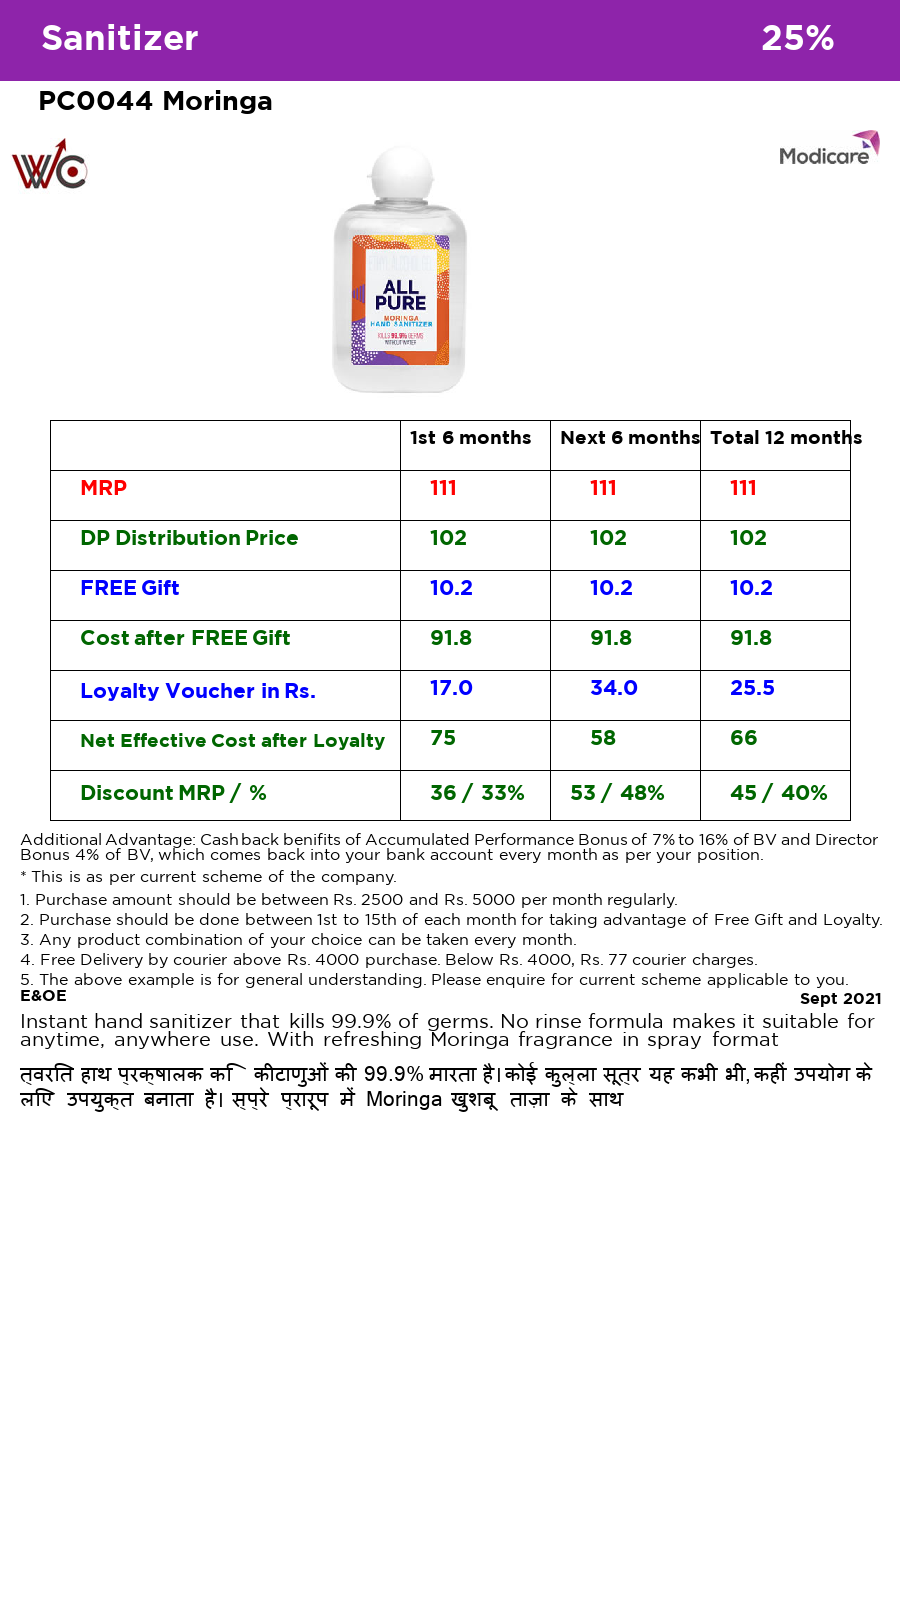 Sanitizer 25%
PC0044 Moringa
WC
Modicare
ALL
PURE
MORINGA
HAND SANITIZER
KILLS 99.9% GERMS
WITHOUT WATER
1st 6 months Next 6 months Total 12 months
MRP 111 111 111
DP Distribution Price 102 102 102
FREE Gift 10.2 10.2 10.2
Cost after FREE Gift 91.8 91.8 91.8
Loyalty Voucher in Rs. 17.0 34.0 25.5
Net Effective Cost after Loyalty 75 58 66
Discount MRP / % 36 / 33% 53 / 48% 45 / 40%
Additional Advantage: Cashback benifits of Accumulated Performance Bonus of 7% to 16% of BV and Director
Bonus 4% of BV, which comes back into your bank account every month as per your position.
* This is as per current scheme of the company.
1. Purchase amount should be between Rs. 2500 and Rs. 5000 per month regularly.
2. Purchase should be done between 1st to 15th of each month for taking advantage of Free Gift and Loyalty.
3. Any product combination of your choice can be taken every month.
4. Free Delivery by courier above Rs. 4000 purchase. Below Rs. 4000, Rs. 77 courier charges.
5. The above example is for general understanding. Please enquire for current scheme applicable to you.
E&OE Sept 2021
Instant hand sanitizer that kills 99.9% of germs. No rinse formula makes it suitable for
anytime, anywhere use. With refreshing Moringa fragrance in spray format
त्वरित हाथ प्रक्षालक कि कीटाणुओं की 99.9% मारता है। कोई कुल्ला सूत्र यह कभी भी, कहीं उपयोग के
लिए उपयुक्त बनाता है। स्प्रे प्रारूप में Moringa खुशबू ताज़ा के साथ